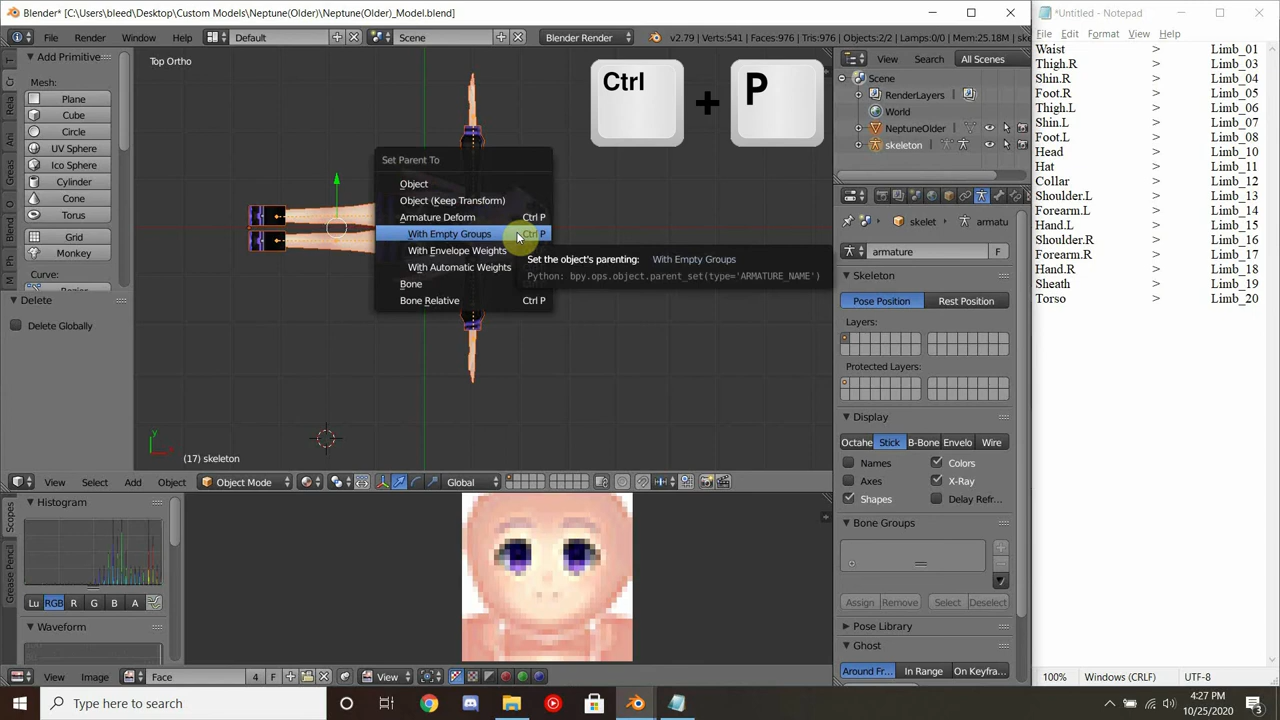 Blender* [C:\Users\bleed\Desktop\Custom Models\Neptune(Older)\Neptune(Older)_Model.blend]
File Render Window Help Default Scene Blender Render v2.79 | Verts:541 | Faces:976 | Tris:976 | Objects:2/2 | Lamps:0/0 | Mem:25.18M | ske
Add Primitive
Mesh:
Plane
Cube
Circle
UV Sphere
Ico Sphere
Cylinder
Cone
Torus
Grid
Monkey
Curve:
Delete
Delete Globally
Top Ortho
Ctrl + P
Set Parent To
Object
Object (Keep Transform)
Armature Deform Ctrl P
With Empty Groups Ctrl P
With Envelope Weights
With Automatic Weights
Bone
Bone Relative Ctrl P
Set the object's parenting: With Empty Groups
Python: bpy.ops.object.parent_set(type='ARMATURE_NAME')
(17) skeleton
View Select Add Object Object Mode Global
Histogram
Lu RGB R G B A
Waveform
View Image Face 4 F View
View Search All Scenes
Scene
RenderLayers
World
NeptuneOlder
skeleton
skelet armatu
armature F
Skeleton
Pose Position Rest Position
Layers:
Protected Layers:
Display
Octahe Stick B-Bone Envelo Wire
Names Colors
Axes X-Ray
Shapes Delay Refr...
Bone Groups
Assign Remove Select Deselect
Pose Library
Ghost
Around Fr... In Range On Keyfra...
*Untitled - Notepad
File Edit Format View Help
Waist > Limb_01
Thigh.R > Limb_03
Shin.R > Limb_04
Foot.R > Limb_05
Thigh.L > Limb_06
Shin.L > Limb_07
Foot.L > Limb_08
Head > Limb_10
Hat > Limb_11
Collar > Limb_12
Shoulder.L > Limb_13
Forearm.L > Limb_14
Hand.L > Limb_15
Shoulder.R > Limb_16
Forearm.R > Limb_17
Hand.R > Limb_18
Sheath > Limb_19
Torso > Limb_20
100% Windows (CRLF) UTF-8
Type here to search
4:27 PM
10/25/2020
3